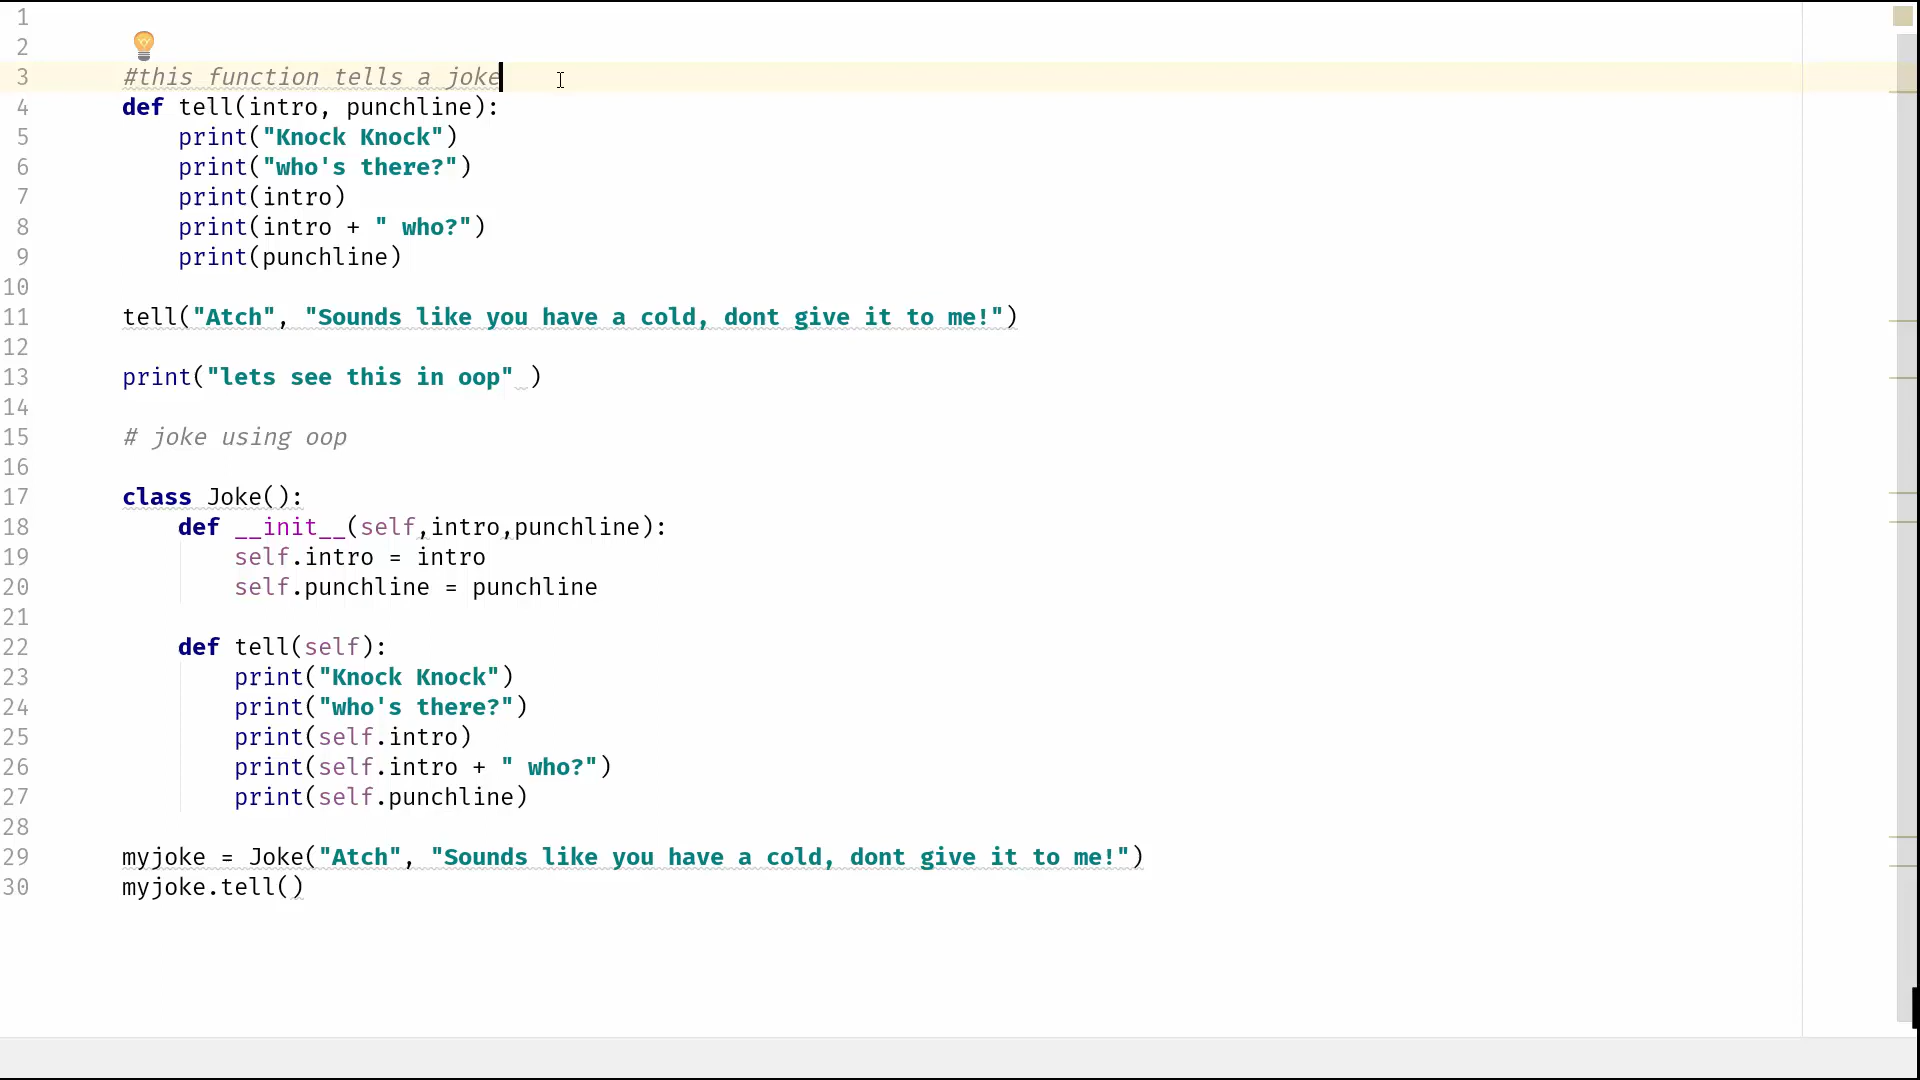 1
2
3 #this function tells a joke
4 def tell(intro, punchline):
5     print("Knock Knock")
6     print("who's there?")
7     print(intro)
8     print(intro + " who?")
9     print(punchline)
10
11 tell("Atch", "Sounds like you have a cold, dont give it to me!")
12
13 print("lets see this in oop" )
14
15 # joke using oop
16
17 class Joke():
18     def __init__(self,intro,punchline):
19         self.intro = intro
20         self.punchline = punchline
21
22     def tell(self):
23         print("Knock Knock")
24         print("who's there?")
25         print(self.intro)
26         print(self.intro + " who?")
27         print(self.punchline)
28
29 myjoke = Joke("Atch", "Sounds like you have a cold, dont give it to me!")
30 myjoke.tell()